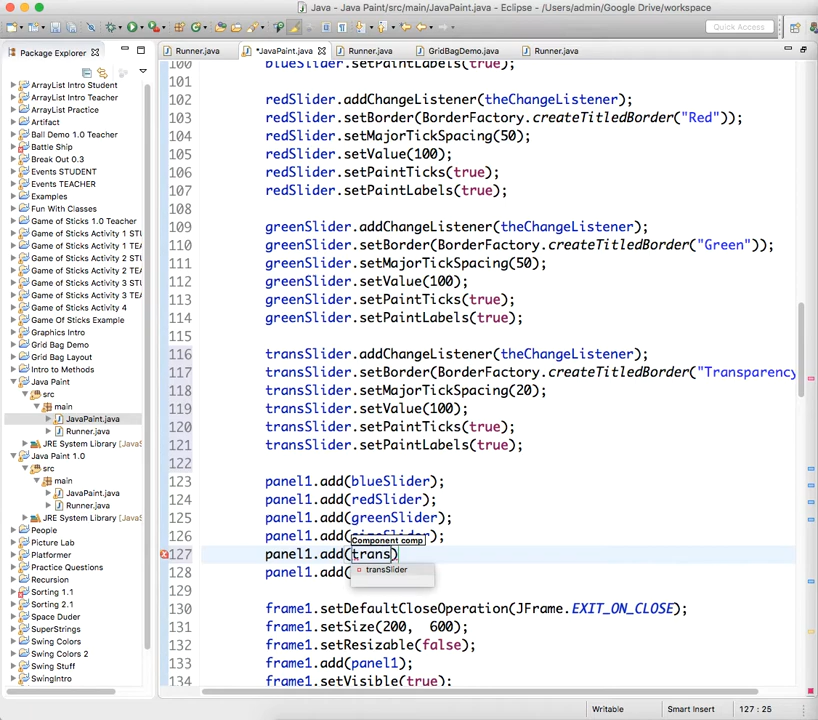 Java - Java Paint/src/main/JavaPaint.java - Eclipse - /Users/admin/Google Drive/workspace
Quick Access
Package Explorer
Runner.java
*JavaPaint.java
Runner.java
GridBagDemo.java
Runner.java
ArrayList Intro Student
ArrayList Intro Teacher
ArrayList Practice
Artifact
Ball Demo 1.0 Teacher
Battle Ship
Break Out 0.3
Events STUDENT
Events TEACHER
Examples
Fun With Classes
Game of Sticks 1.0 Teacher
Game of Sticks Activity 1 STU
Game of Sticks Activity 1 TEA
Game of Sticks Activity 2 STU
Game of Sticks Activity 2 TEA
Game of Sticks Activity 3 STU
Game of Sticks Activity 3 TEA
Game of Sticks Activity 4
Game Of Sticks Example
Graphics Intro
Grid Bag Demo
Grid Bag Layout
Intro to Methods
Java Paint
src
main
JavaPaint.java
Runner.java
JRE System Library [JavaS
Java Paint 1.0
src
main
JavaPaint.java
Runner.java
JRE System Library [JavaS
People
Picture Lab
Platformer
Practice Questions
Recursion
Sorting 1.1
Sorting 2.1
Space Duder
SuperStrings
Swing Colors
Swing Colors 2
Swing Stuff
SwingIntro
100 blueSlider.setPaintLabels(true);
101
102 redSlider.addChangeListener(theChangeListener);
103 redSlider.setBorder(BorderFactory.createTitledBorder("Red"));
104 redSlider.setMajorTickSpacing(50);
105 redSlider.setValue(100);
106 redSlider.setPaintTicks(true);
107 redSlider.setPaintLabels(true);
108
109 greenSlider.addChangeListener(theChangeListener);
110 greenSlider.setBorder(BorderFactory.createTitledBorder("Green"));
111 greenSlider.setMajorTickSpacing(50);
112 greenSlider.setValue(100);
113 greenSlider.setPaintTicks(true);
114 greenSlider.setPaintLabels(true);
115
116 transSlider.addChangeListener(theChangeListener);
117 transSlider.setBorder(BorderFactory.createTitledBorder("Transparency
118 transSlider.setMajorTickSpacing(20);
119 transSlider.setValue(100);
120 transSlider.setPaintTicks(true);
121 transSlider.setPaintLabels(true);
122
123 panel1.add(blueSlider);
124 panel1.add(redSlider);
125 panel1.add(greenSlider);
126 panel1.add(sizeSlider);
Component comp
127 panel1.add(trans)
transSlider
128 panel1.add(
129
130 frame1.setDefaultCloseOperation(JFrame.EXIT_ON_CLOSE);
131 frame1.setSize(200, 600);
132 frame1.setResizable(false);
133 frame1.add(panel1);
134 frame1.setVisible(true);
Writable
Smart Insert
127 : 25